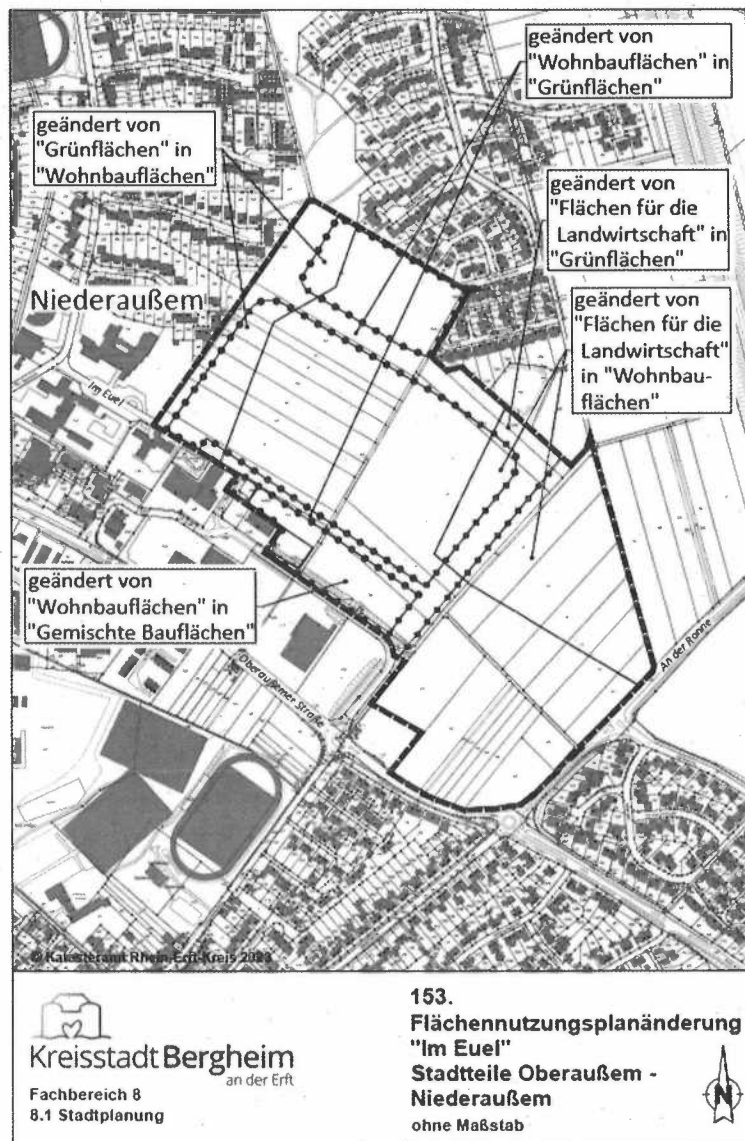 geändert von
"Wohnbauflächen" in
"Grünflächen"
geändert von
"Grünflächen" in
"Wohnbauflächen"
geändert von
"Flächen für die
Landwirtschaft" in
"Grünflächen"
Niederaußem
geändert von
"Flächen für die
Landwirtschaft"
in "Wohnbau-
flächen"
Im Euel
geändert von
"Wohnbauflächen" in
"Gemischte Bauflächen"
An der Ronne
Oberaußemer Straße
© Katasteramt Rhein-Erft-Kreis 2023
Kreisstadt Bergheim
an der Erft
Fachbereich 8
8.1 Stadtplanung
153.
Flächennutzungsplanänderung
"Im Euel"
Stadtteile Oberaußem -
Niederaußem
ohne Maßstab
N